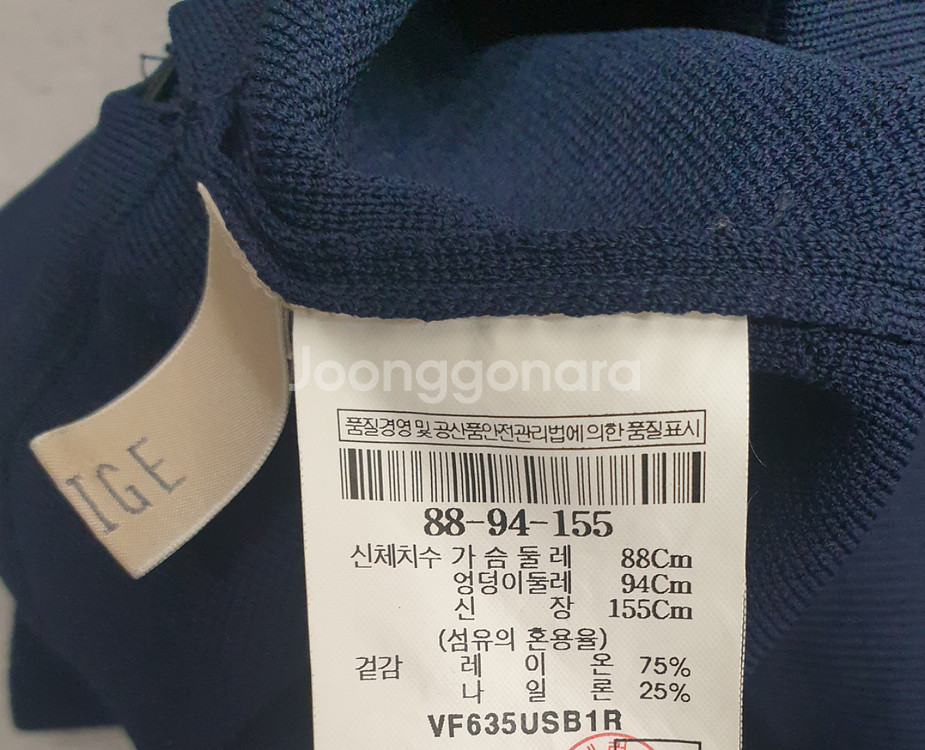 Joonggonara
품질경영 및 공산품안전관리법에 의한 품질표시
88-94-155
신체치수 가 슴 둘 레 88Cm
엉덩이둘레 94Cm
신 장 155Cm
(섬유의 혼용율)
겉감 레 이 온 75%
나 일 론 25%
VF635USB1R
IGE